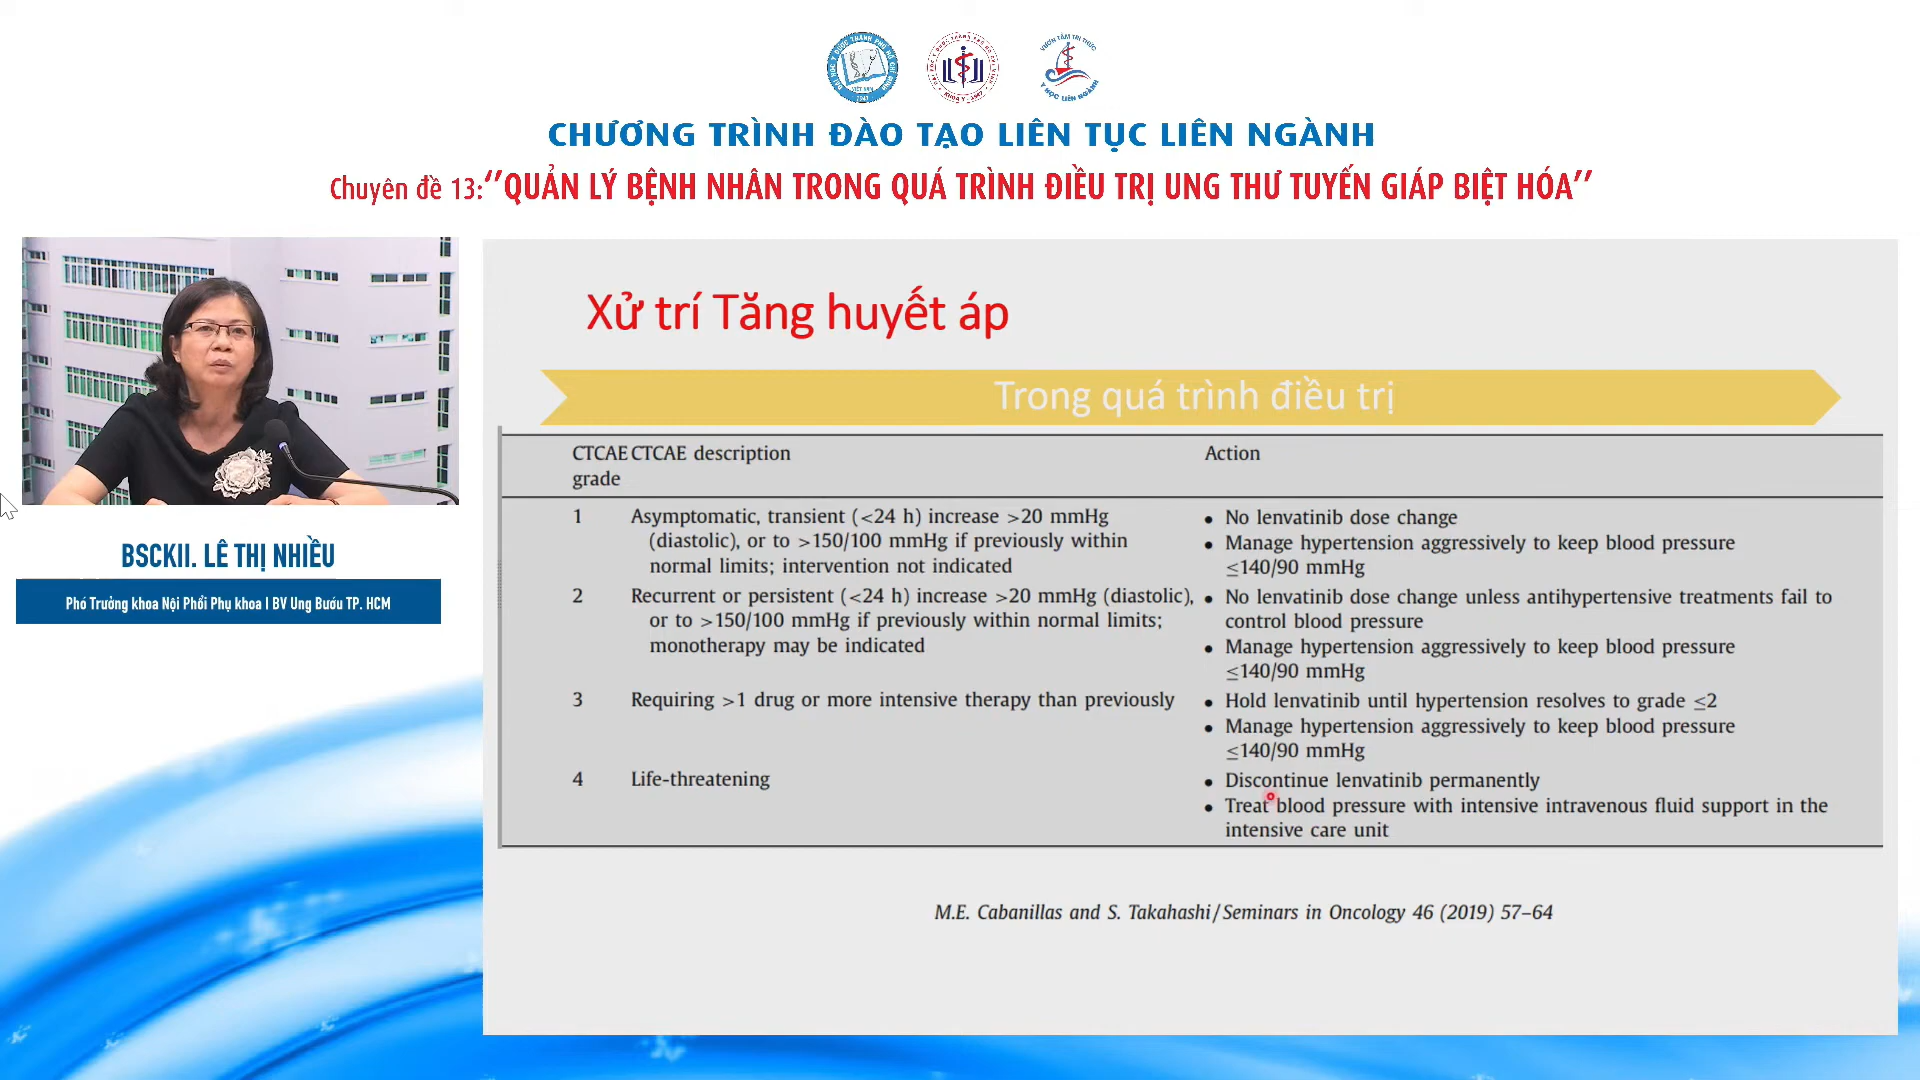 CHƯƠNG TRÌNH ĐÀO TẠO LIÊN TỤC LIÊN NGÀNH
Chuyên đề 13:‘’QUẢN LÝ BỆNH NHÂN TRONG QUÁ TRÌNH ĐIỀU TRỊ UNG THƯ TUYẾN GIÁP BIỆT HÓA’’
BSCKII. LÊ THỊ NHIỀU
Phó Trưởng khoa Nội Phổi Phụ khoa I BV Ung Bướu TP. HCM
Xử trí Tăng huyết áp
Trong quá trình điều trị
CTCAE CTCAE description Action
grade
1 Asymptomatic, transient (<24 h) increase >20 mmHg
(diastolic), or to >150/100 mmHg if previously within
normal limits; intervention not indicated
• No lenvatinib dose change
• Manage hypertension aggressively to keep blood pressure
≤140/90 mmHg
2 Recurrent or persistent (<24 h) increase >20 mmHg (diastolic),
or to >150/100 mmHg if previously within normal limits;
monotherapy may be indicated
• No lenvatinib dose change unless antihypertensive treatments fail to
control blood pressure
• Manage hypertension aggressively to keep blood pressure
≤140/90 mmHg
3 Requiring >1 drug or more intensive therapy than previously
• Hold lenvatinib until hypertension resolves to grade ≤2
• Manage hypertension aggressively to keep blood pressure
≤140/90 mmHg
4 Life-threatening
• Discontinue lenvatinib permanently
• Treat blood pressure with intensive intravenous fluid support in the
intensive care unit
M.E. Cabanillas and S. Takahashi/Seminars in Oncology 46 (2019) 57–64